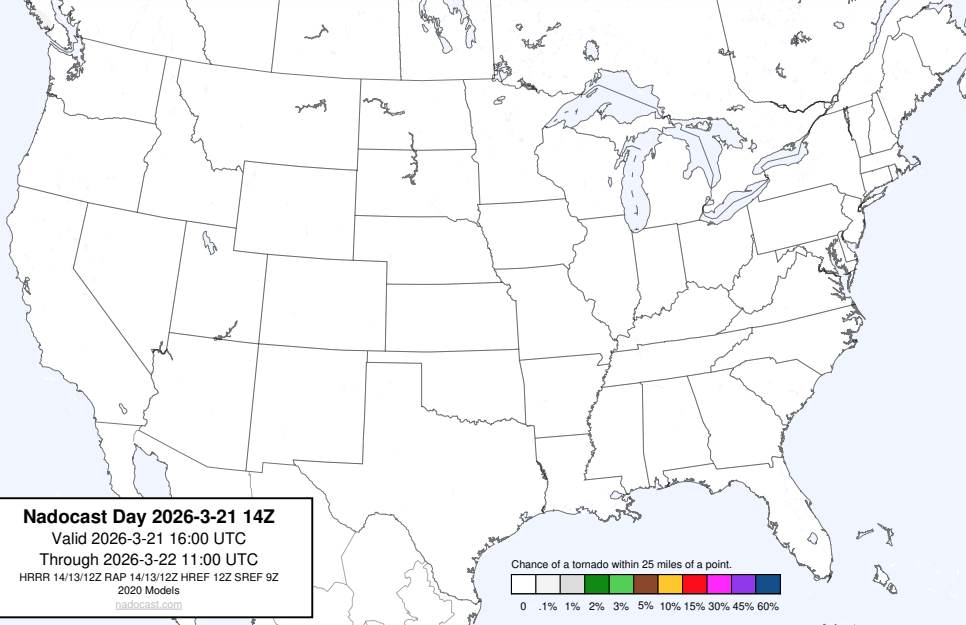 Nadocast Day 2026-3-21 14Z
Valid 2026-3-21 16:00 UTC
Through 2026-3-22 11:00 UTC
HRRR 14/13/12Z RAP 14/13/12Z HREF 12Z SREF 9Z
2020 Models
nadocast.com
Chance of a tornado within 25 miles of a point.
0 .1% 1% 2% 3% 5% 10% 15% 30% 45% 60%